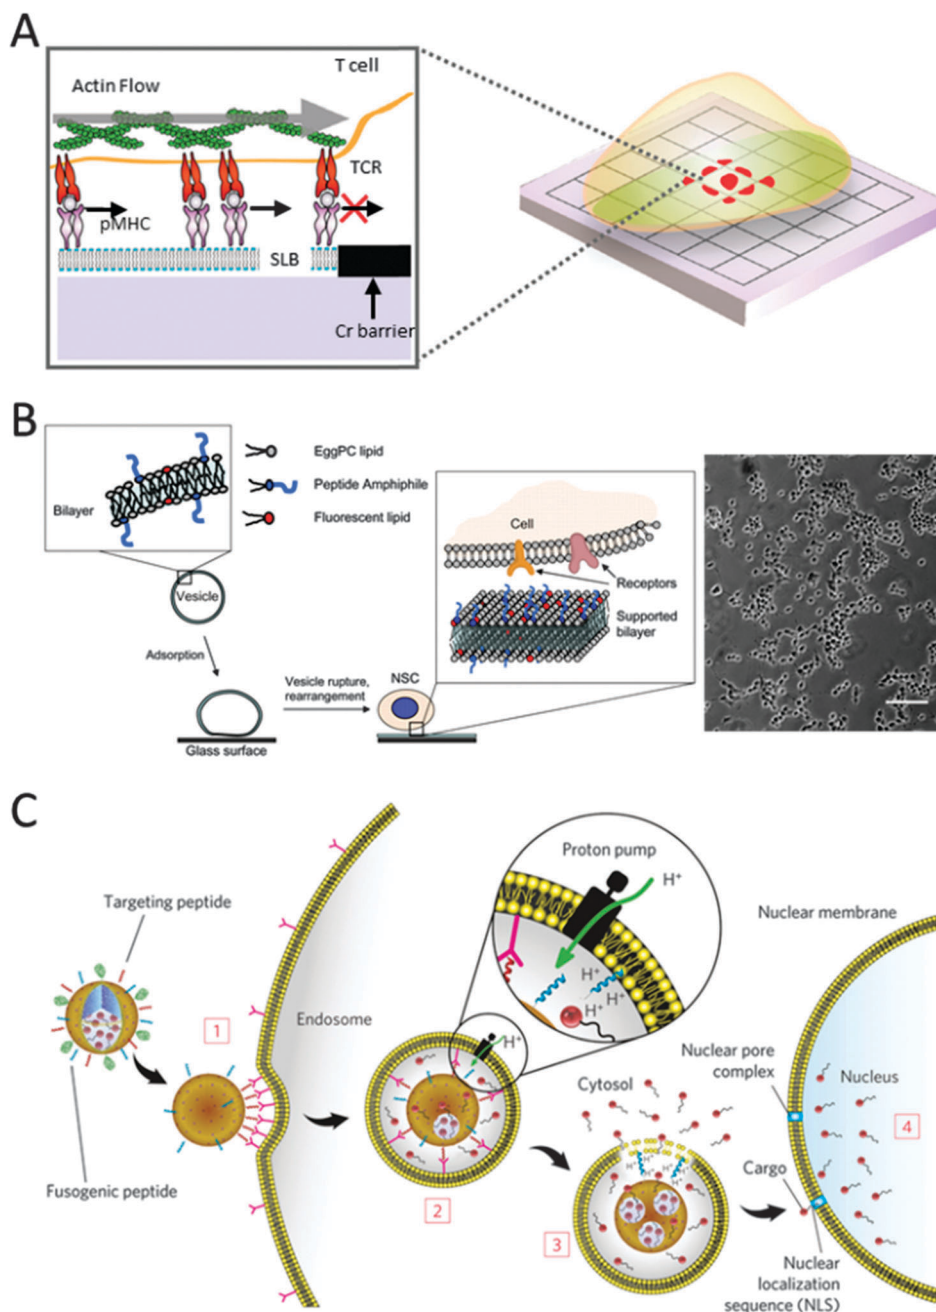 A
T cell
Actin Flow
TCR
pMHC
SLB
Cr barrier
B
EggPC lipid
Peptide Amphiphile
Fluorescent lipid
Bilayer
Vesicle
Adsorption
Glass surface
Vesicle rupture,
rearrangement
NSC
Cell
Receptors
Supported
bilayer
C
Targeting peptide
Fusogenic peptide
1
Endosome
2
H⁺
Proton pump
H⁺
H⁺
H⁺
H⁺
H⁺
Cytosol
H⁺
H⁺
H⁺
3
Nuclear membrane
Nuclear pore
complex
Nucleus
4
Cargo
Nuclear
localization
sequence (NLS)